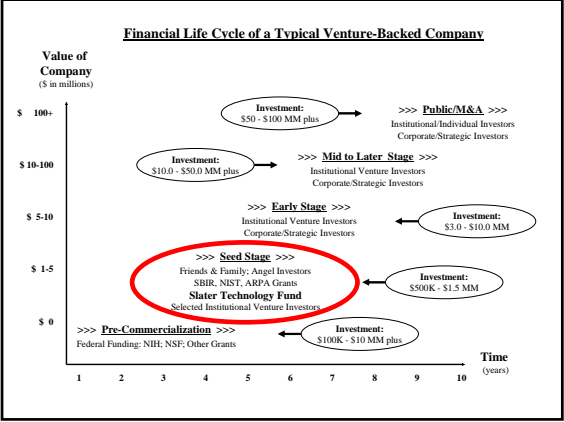 Financial Life Cycle of a Typical Venture-Backed Company
Value of
Company
($ in millions)
$ 100+
Investment:
$50 - $100 MM plus
>>> Public/M&A >>>
Institutional/Individual Investors
Corporate/Strategic Investors
$ 10-100
Investment:
$10.0 - $50.0 MM plus
>>> Mid to Later Stage >>>
Institutional Venture Investors
Corporate/Strategic Investors
$ 5-10
>>> Early Stage >>>
Institutional Venture Investors
Corporate/Strategic Investors
Investment:
$3.0 - $10.0 MM
$ 1-5
>>> Seed Stage >>>
Friends & Family; Angel Investors
SBIR, NIST, ARPA Grants
Slater Technology Fund
Selected Institutional Venture Investors
Investment:
$500K - $1.5 MM
$ 0
>>> Pre-Commercialization >>>
Federal Funding: NIH; NSF; Other Grants
Investment:
$100K - $10 MM plus
Time
(years)
1 2 3 4 5 6 7 8 9 10